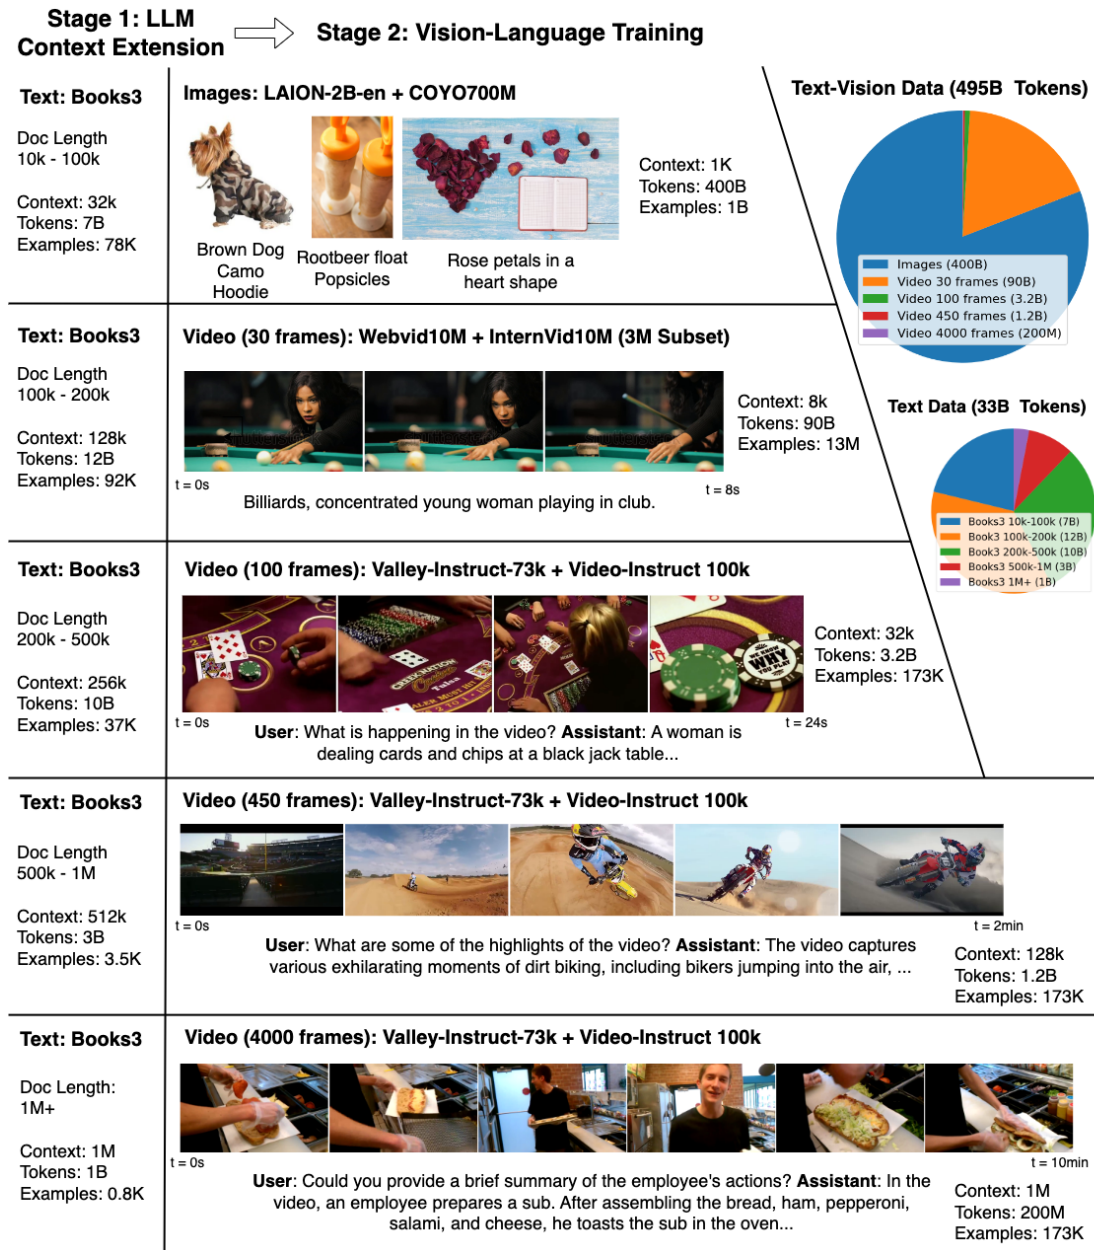 Stage 1: LLM
Context Extension
Stage 2: Vision-Language Training
Text: Books3
Doc Length
10k - 100k
Context: 32k
Tokens: 7B
Examples: 78K
Images: LAION-2B-en + COYO700M
Brown Dog
Camo
Hoodie
Rootbeer float
Popsicles
Rose petals in a
heart shape
Context: 1K
Tokens: 400B
Examples: 1B
Text-Vision Data (495B Tokens)
Images (400B)
Video 30 frames (90B)
Video 100 frames (3.2B)
Video 450 frames (1.2B)
Video 4000 frames (200M)
Text: Books3
Doc Length
100k - 200k
Context: 128k
Tokens: 12B
Examples: 92K
Video (30 frames): Webvid10M + InternVid10M (3M Subset)
t = 0s
t = 8s
Billiards, concentrated young woman playing in club.
Context: 8k
Tokens: 90B
Examples: 13M
Text Data (33B Tokens)
Books3 10k-100k (7B)
Book3 100k-200k (12B)
Book3 200k-500k (10B)
Books3 500k-1M (3B)
Books3 1M+ (1B)
Text: Books3
Doc Length
200k - 500k
Context: 256k
Tokens: 10B
Examples: 37K
Video (100 frames): Valley-Instruct-73k + Video-Instruct 100k
CREEK NATION
Casino
Tulsa
WE KNOW
WHY
YOU PLAY
t = 0s
t = 24s
User: What is happening in the video? Assistant: A woman is
dealing cards and chips at a black jack table...
Context: 32k
Tokens: 3.2B
Examples: 173K
Text: Books3
Doc Length
500k - 1M
Context: 512k
Tokens: 3B
Examples: 3.5K
Video (450 frames): Valley-Instruct-73k + Video-Instruct 100k
t = 0s
t = 2min
User: What are some of the highlights of the video? Assistant: The video captures
various exhilarating moments of dirt biking, including bikers jumping into the air, ...
Context: 128k
Tokens: 1.2B
Examples: 173K
Text: Books3
Doc Length:
1M+
Context: 1M
Tokens: 1B
Examples: 0.8K
Video (4000 frames): Valley-Instruct-73k + Video-Instruct 100k
t = 0s
t = 10min
User: Could you provide a brief summary of the employee's actions? Assistant: In the
video, an employee prepares a sub. After assembling the bread, ham, pepperoni,
salami, and cheese, he toasts the sub in the oven...
Context: 1M
Tokens: 200M
Examples: 173K